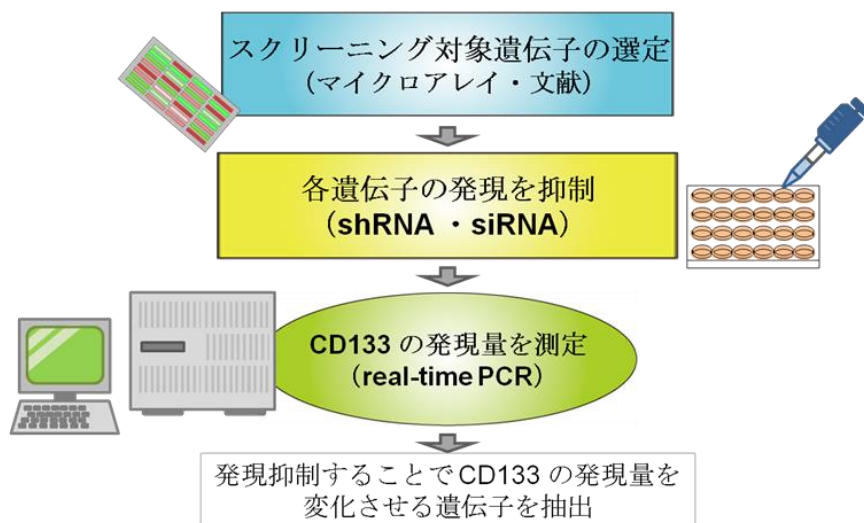 スクリーニング対象遺伝子の選定
（マイクロアレイ・文献）
各遺伝子の発現を抑制
（shRNA ・siRNA）
CD133 の発現量を測定
（real-time PCR）
発現抑制することでCD133 の発現量を
変化させる遺伝子を抽出